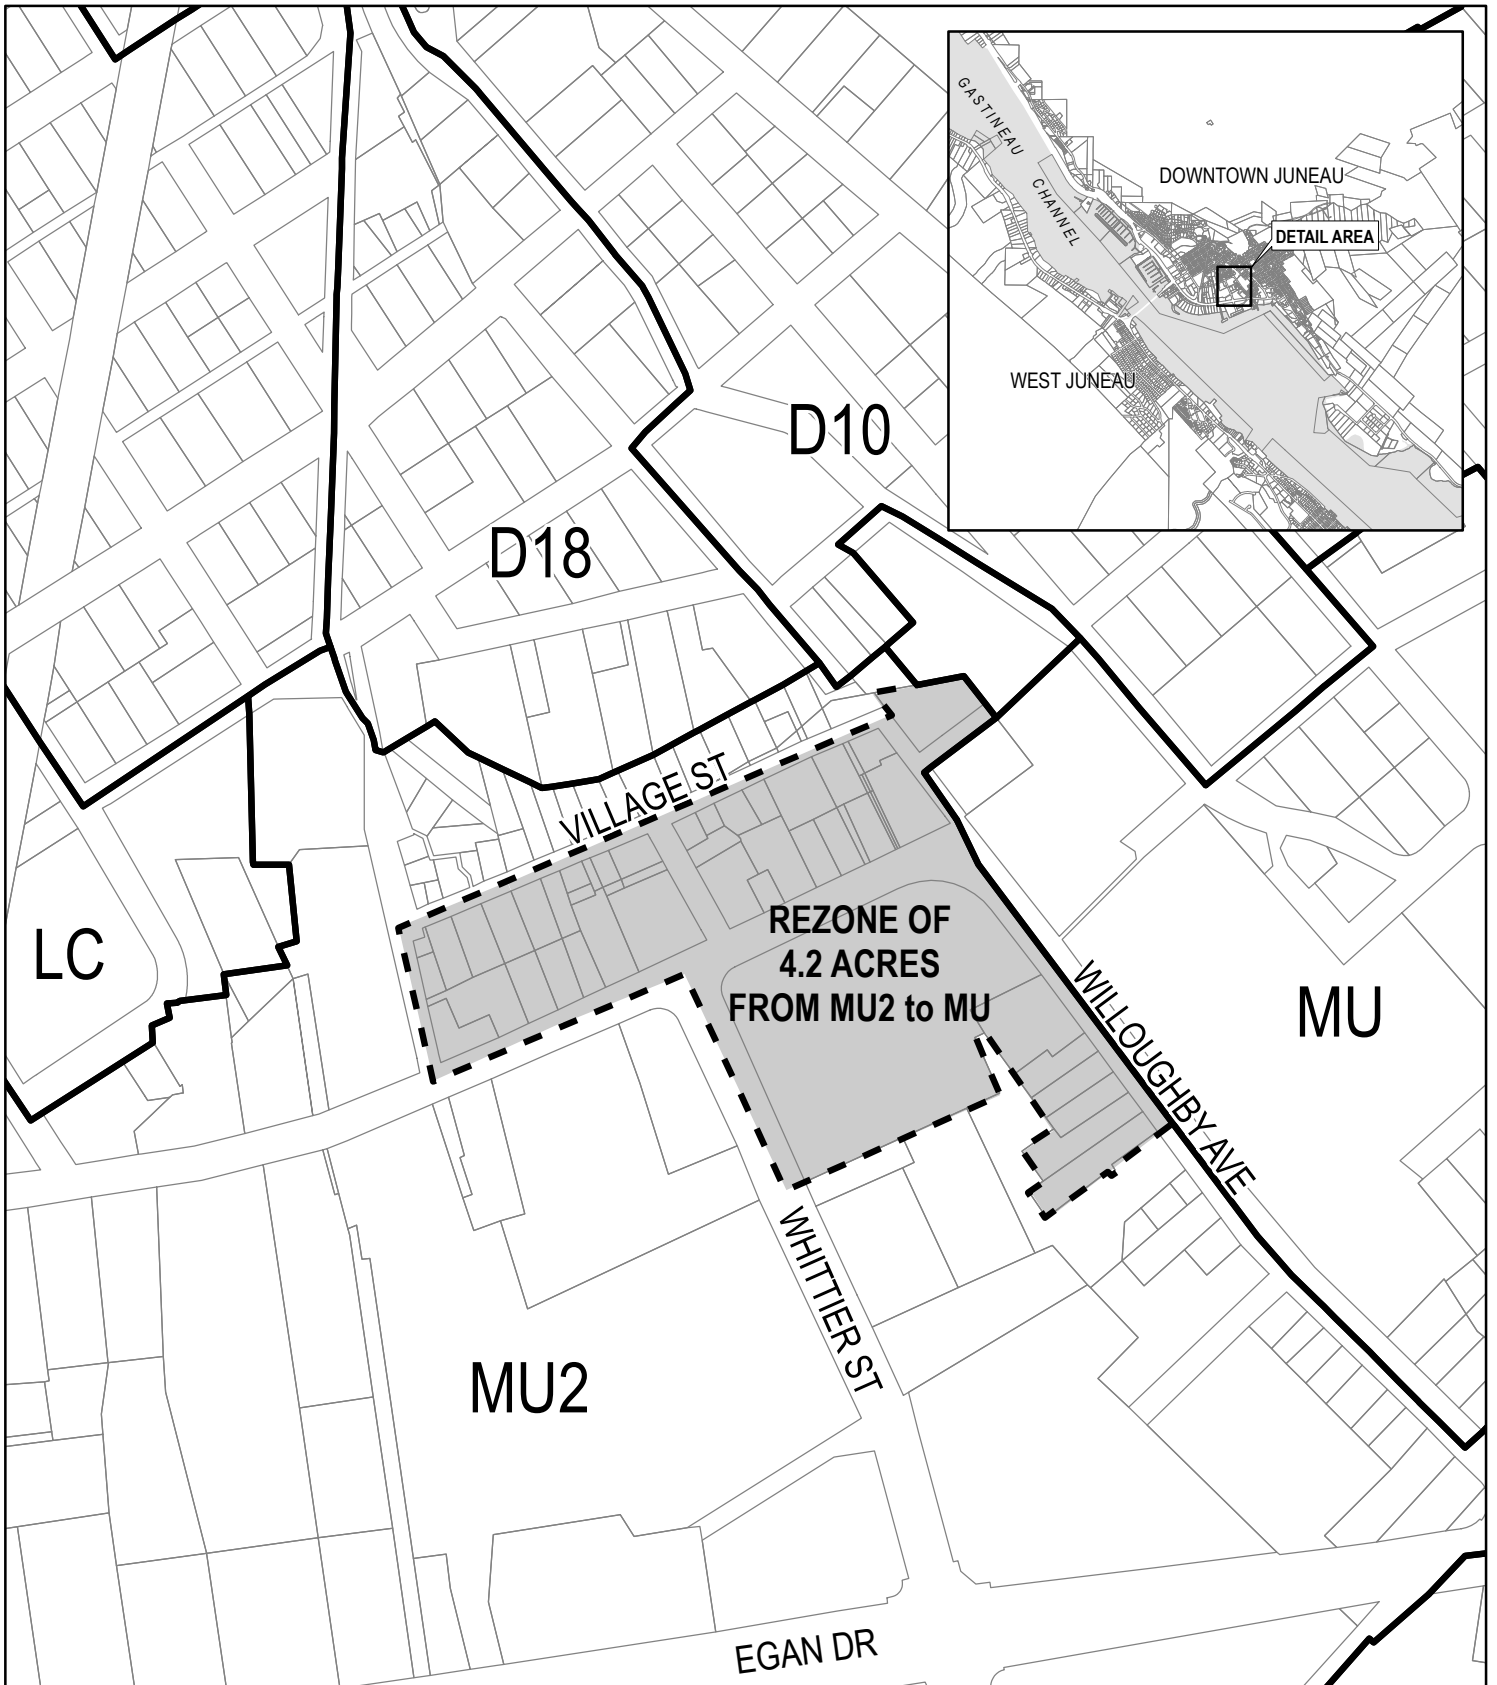 GASTINEAU
CHANNEL
DOWNTOWN JUNEAU
DETAIL AREA
WEST JUNEAU
D10
D18
VILLAGE ST
LC
REZONE OF
4.2 ACRES
FROM MU2 to MU
WILLOUGHBY AVE
MU
WHITTIER ST
MU2
EGAN DR